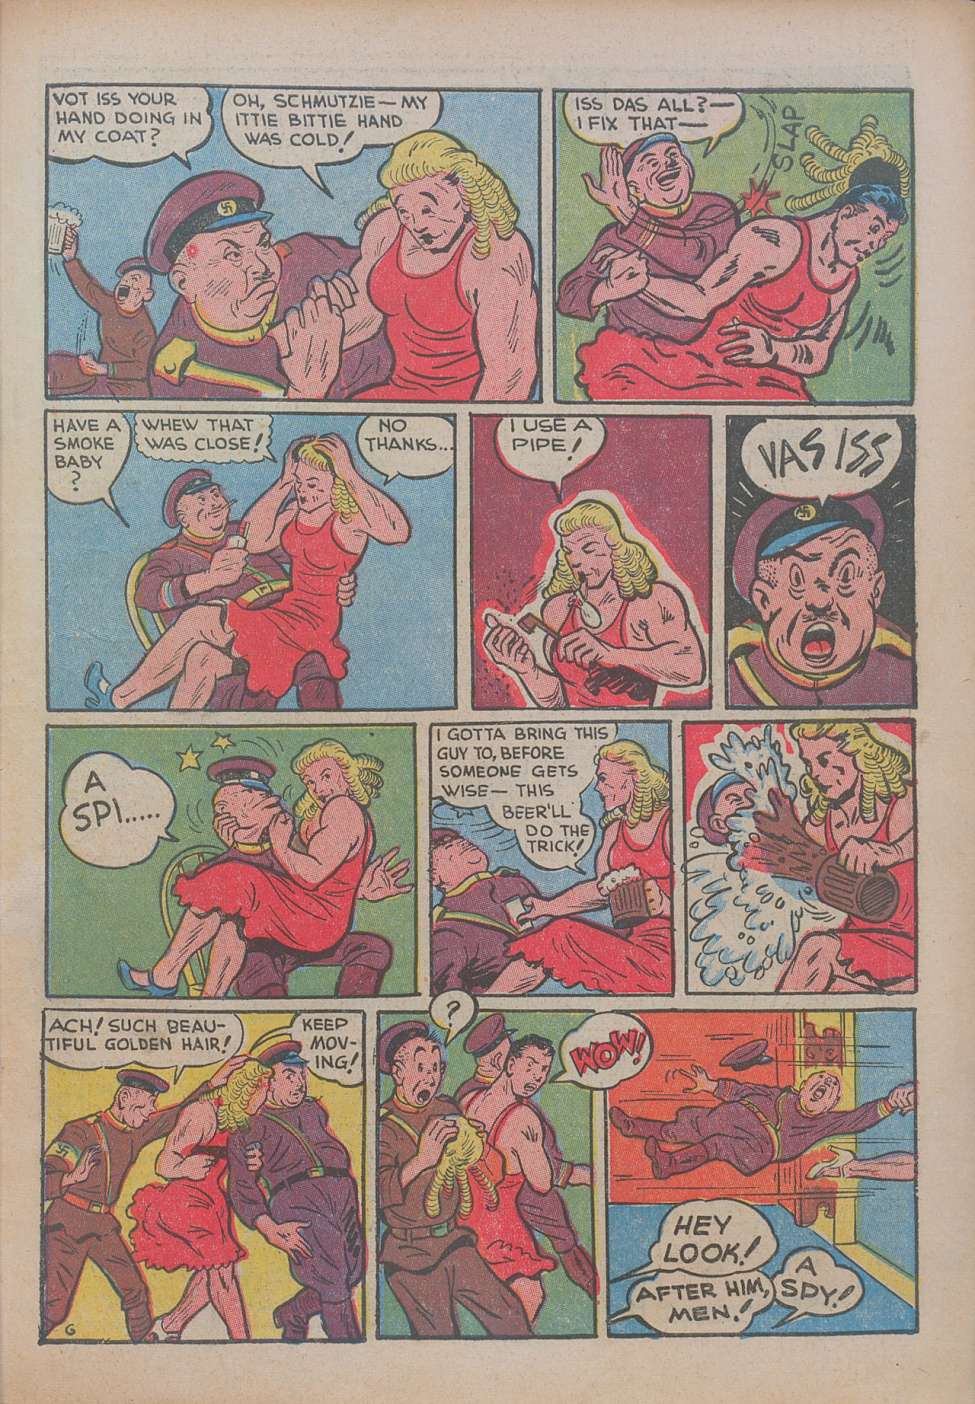 VOT ISS YOUR
HAND DOING IN
MY COAT?
OH, SCHMUTZIE — MY
ITTIE BITTIE HAND
WAS COLD!
ISS DAS ALL? —
I FIX THAT —
SLAP
HAVE A
SMOKE
BABY
?
WHEW THAT
WAS CLOSE!
NO
THANKS...
I USE A
PIPE!
VAS ISS
A
SPI.....
I GOTTA BRING THIS
GUY TO, BEFORE
SOMEONE GETS
WISE — THIS
BEER'LL
DO THE
TRICK!
ACH! SUCH BEAU-
TIFUL GOLDEN HAIR!
KEEP
MOV-
ING!
?
WOW!
HEY
LOOK!
AFTER HIM,
MEN!
A
SPY!
6